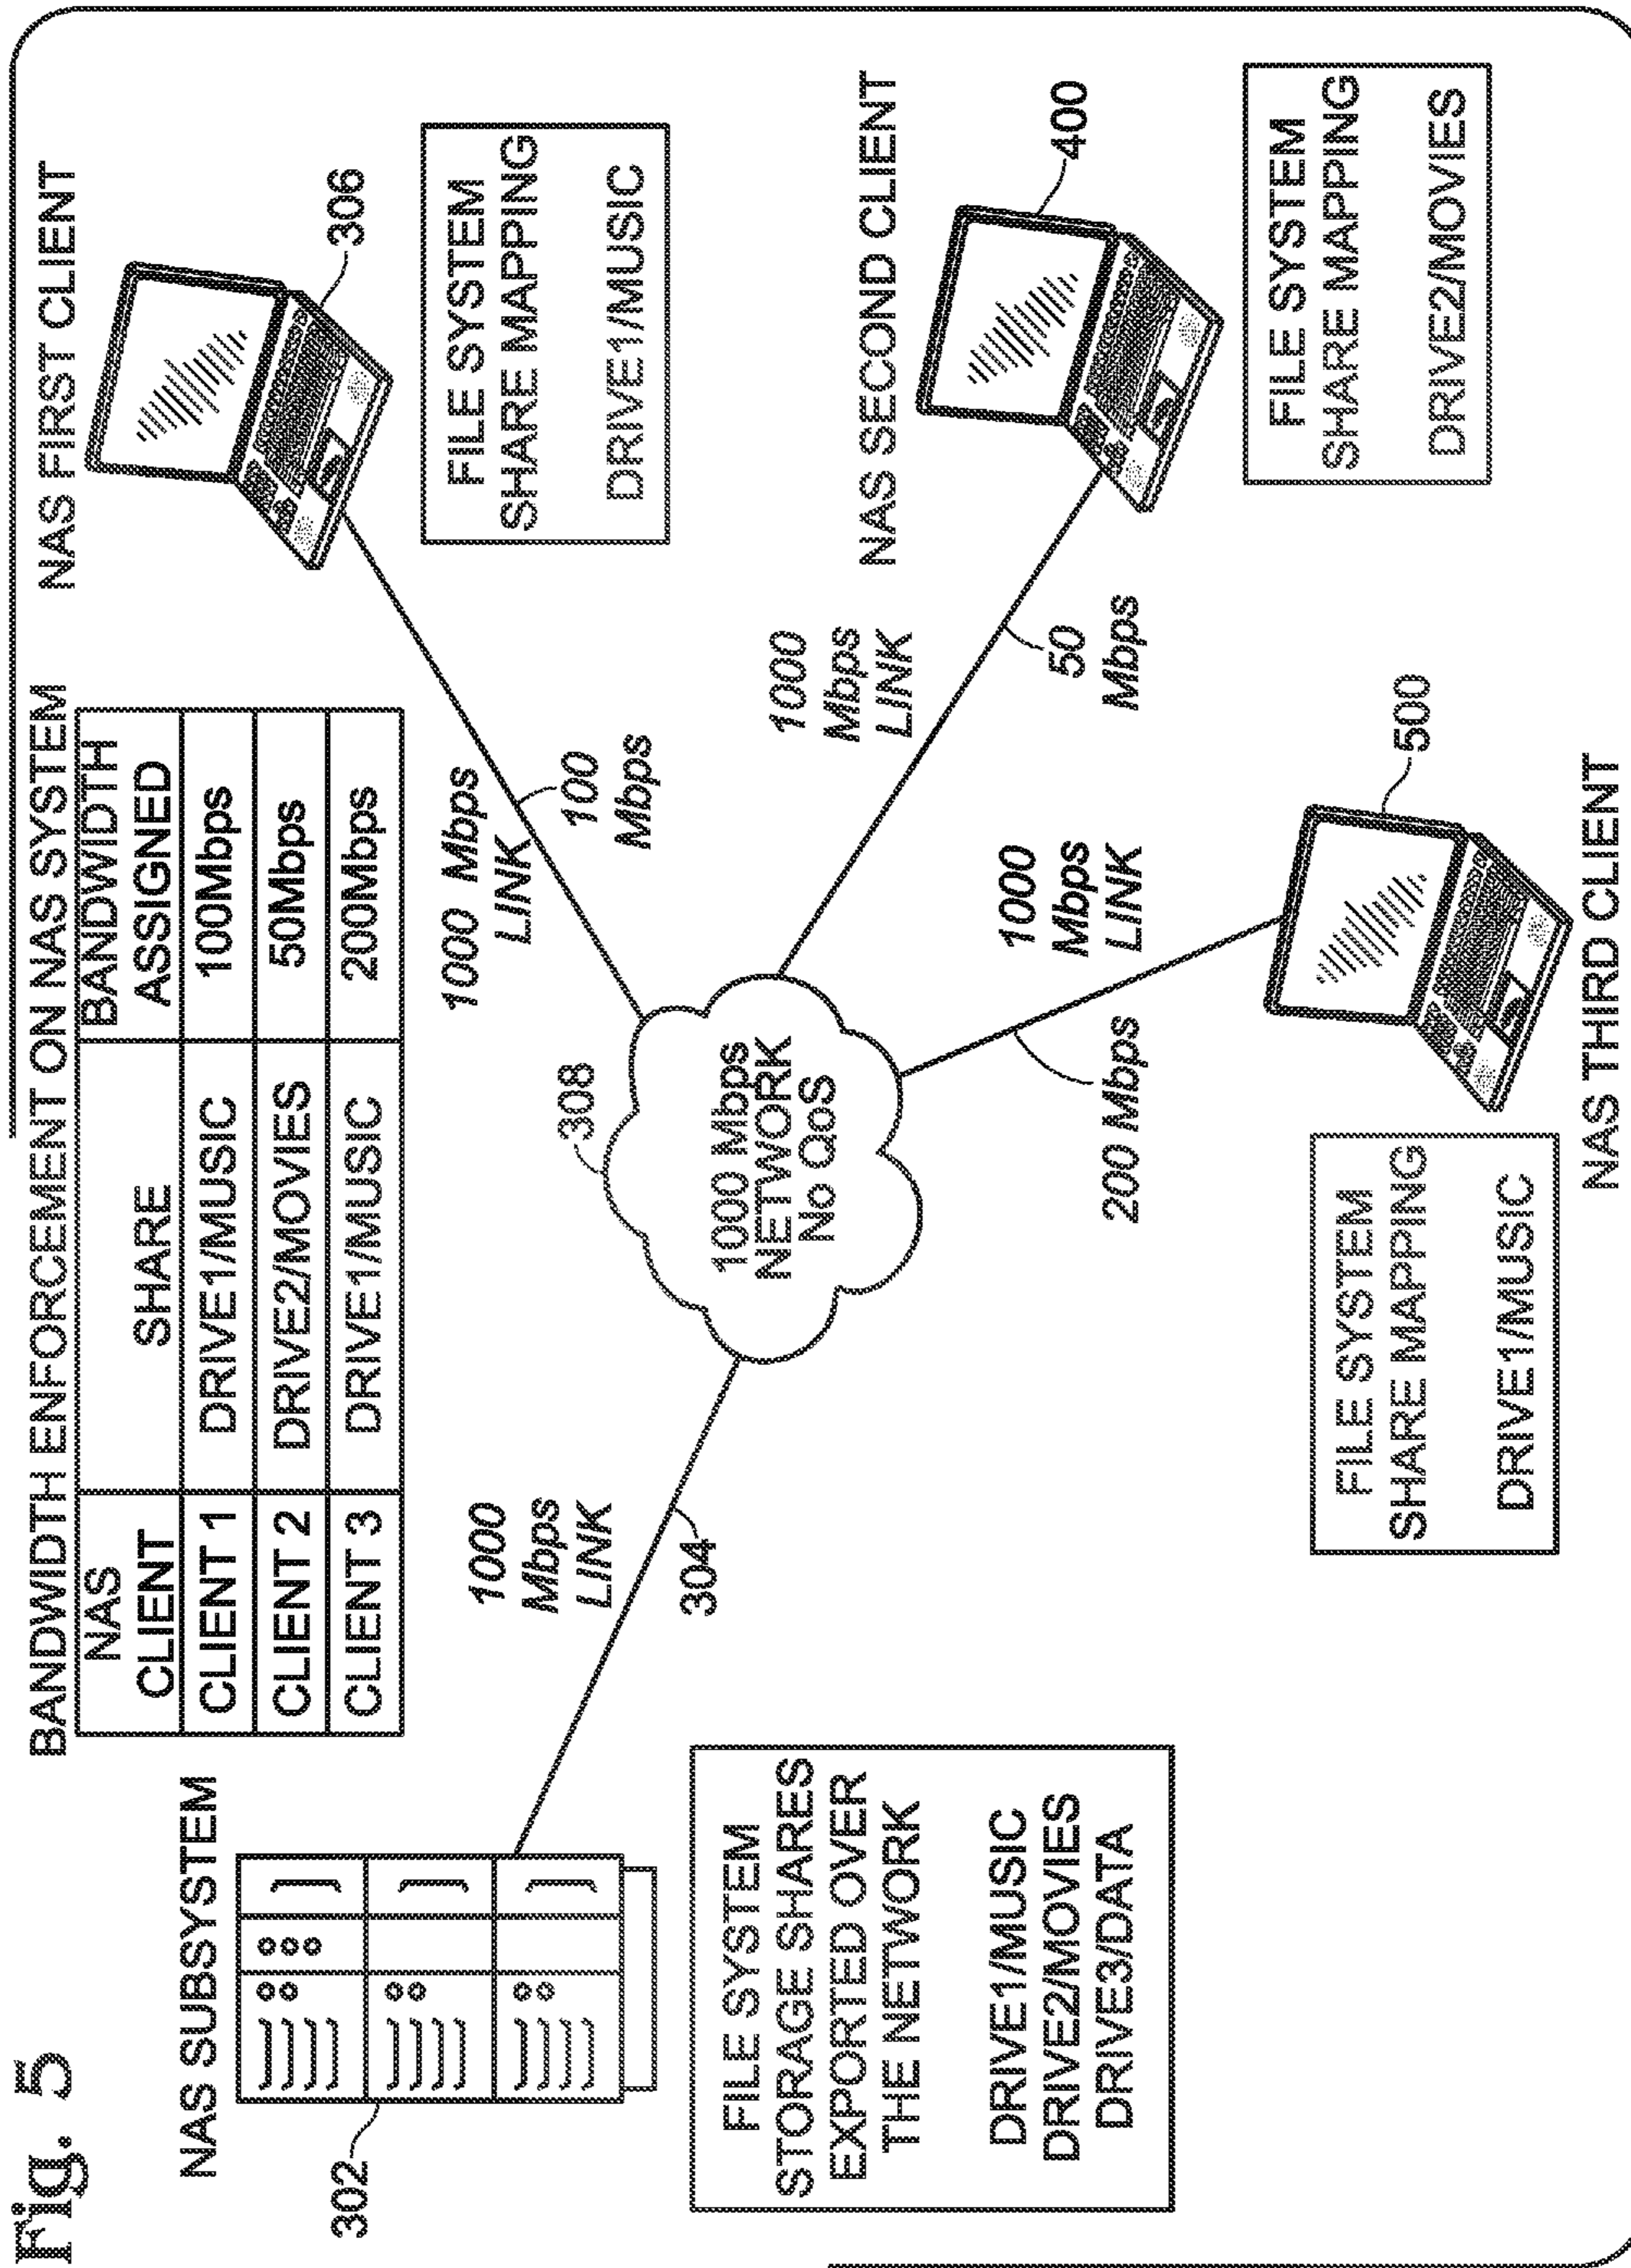 Fig. 5
BANDWIDTH ENFORCEMENT ON NAS SYSTEM
NAS CLIENT SHARE BANDWIDTH ASSIGNED
CLIENT 1 DRIVE1/MUSIC 100Mbps
CLIENT 2 DRIVE2/MOVIES 50Mbps
CLIENT 3 DRIVE1/MUSIC 200Mbps
NAS SUBSYSTEM
302
FILE SYSTEM
STORAGE SHARES
EXPORTED OVER
THE NETWORK
DRIVE1/MUSIC
DRIVE2/MOVIES
DRIVE3/DATA
1000
Mbps
LINK
304
308
1000 Mbps
NETWORK
No QoS
1000 Mbps
LINK
100
Mbps
NAS FIRST CLIENT
306
FILE SYSTEM
SHARE MAPPING
DRIVE1/MUSIC
1000
Mbps
LINK
50
Mbps
NAS SECOND CLIENT
400
FILE SYSTEM
SHARE MAPPING
DRIVE2/MOVIES
1000
Mbps
LINK
200 Mbps
500
NAS THIRD CLIENT
FILE SYSTEM
SHARE MAPPING
DRIVE1/MUSIC